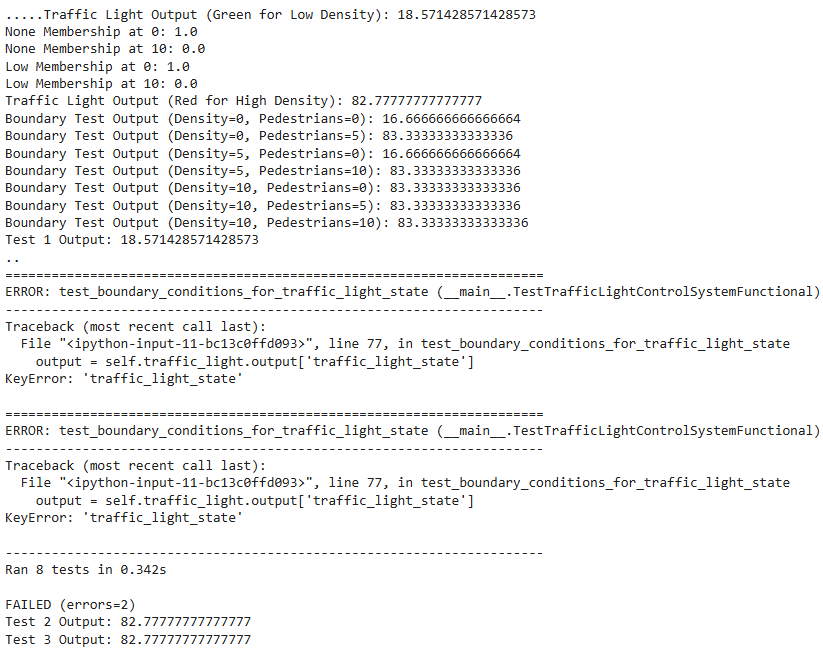 .....Traffic Light Output (Green for Low Density): 18.571428571428573
None Membership at 0: 1.0
None Membership at 10: 0.0
Low Membership at 0: 1.0
Low Membership at 10: 0.0
Traffic Light Output (Red for High Density): 82.77777777777777
Boundary Test Output (Density=0, Pedestrians=0): 16.666666666666664
Boundary Test Output (Density=0, Pedestrians=5): 83.33333333333336
Boundary Test Output (Density=5, Pedestrians=0): 16.666666666666664
Boundary Test Output (Density=5, Pedestrians=10): 83.33333333333336
Boundary Test Output (Density=10, Pedestrians=0): 83.33333333333336
Boundary Test Output (Density=10, Pedestrians=5): 83.33333333333336
Boundary Test Output (Density=10, Pedestrians=10): 83.33333333333336
Test 1 Output: 18.571428571428573
..
======================================================================
ERROR: test_boundary_conditions_for_traffic_light_state (__main__.TestTrafficLightControlSystemFunctional)
----------------------------------------------------------------------
Traceback (most recent call last):
  File "<ipython-input-11-bc13c0ffd093>", line 77, in test_boundary_conditions_for_traffic_light_state
    output = self.traffic_light.output['traffic_light_state']
KeyError: 'traffic_light_state'

======================================================================
ERROR: test_boundary_conditions_for_traffic_light_state (__main__.TestTrafficLightControlSystemFunctional)
----------------------------------------------------------------------
Traceback (most recent call last):
  File "<ipython-input-11-bc13c0ffd093>", line 77, in test_boundary_conditions_for_traffic_light_state
    output = self.traffic_light.output['traffic_light_state']
KeyError: 'traffic_light_state'

----------------------------------------------------------------------
Ran 8 tests in 0.342s

FAILED (errors=2)
Test 2 Output: 82.77777777777777
Test 3 Output: 82.77777777777777